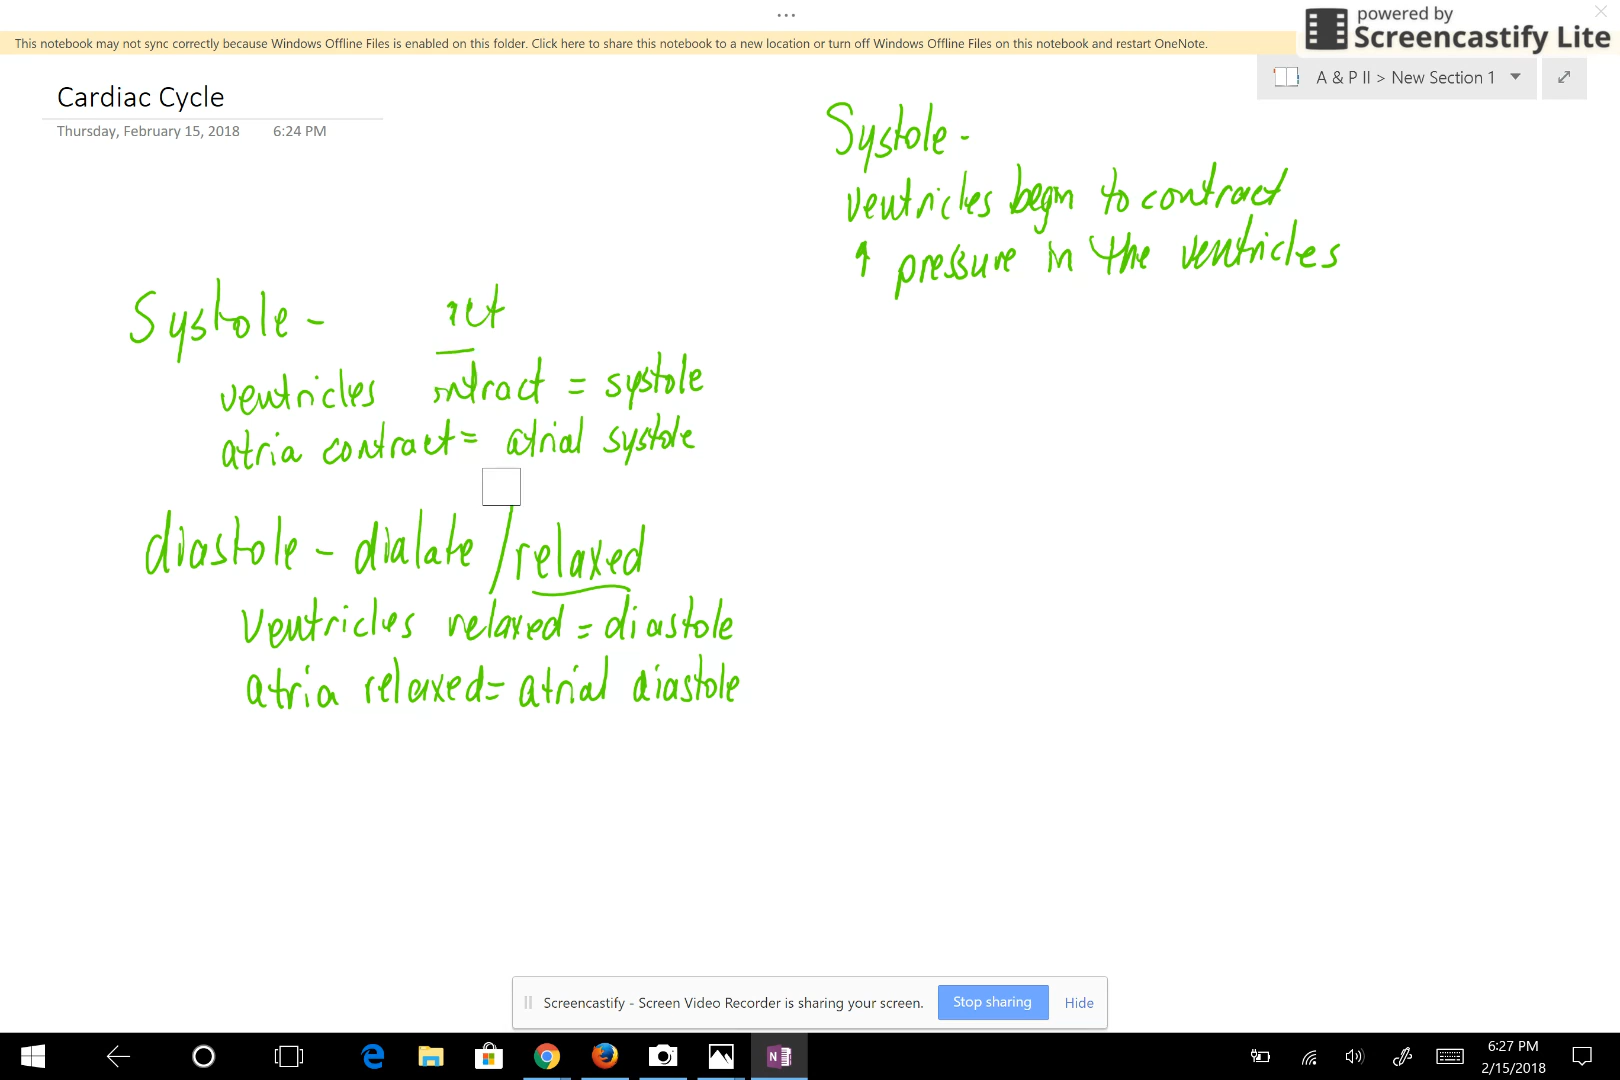 powered by
Screencastify Lite
This notebook may not sync correctly because Windows Offline Files is enabled on this folder. Click here to share this notebook to a new location or turn off Windows Offline Files on this notebook and restart OneNote.
A & P II > New Section 1
Cardiac Cycle
Thursday, February 15, 2018 6:24 PM
Systole -
ventricles contract = systole
atria contract = atrial systole
diastole - dialate / relaxed
Ventricles relaxed = diastole
atria relaxed = atrial diastole
Systole -
ventricles begin to contract
↑ pressure in the ventricles
Screencastify - Screen Video Recorder is sharing your screen. Stop sharing Hide
6:27 PM
2/15/2018